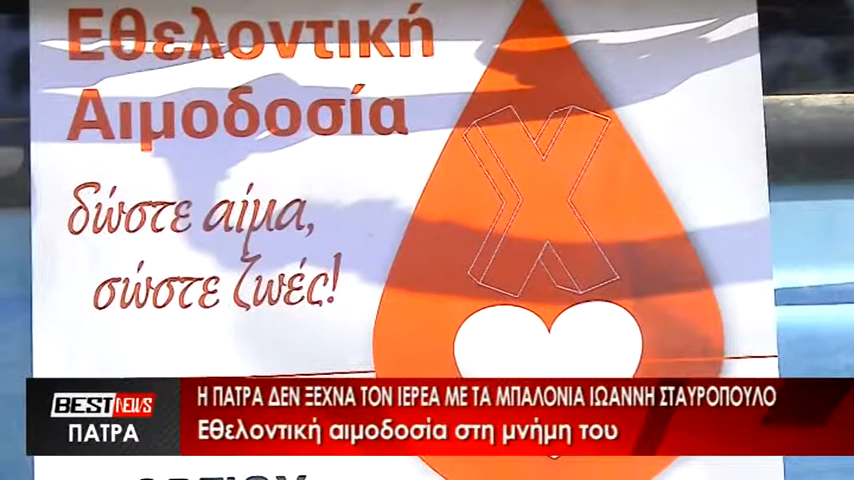 Εθελοντική
Αιμοδοσία
δώστε αίμα,
σώστε ζωές!
Χ
BEST NEWS
ΠΑΤΡΑ
Η ΠΑΤΡΑ ΔΕΝ ΞΕΧΝΑ ΤΟΝ ΙΕΡΕΑ ΜΕ ΤΑ ΜΠΑΛΟΝΙΑ ΙΩΑΝΝΗ ΣΤΑΥΡΟΠΟΥΛΟ
Εθελοντική αιμοδοσία στη μνήμη του